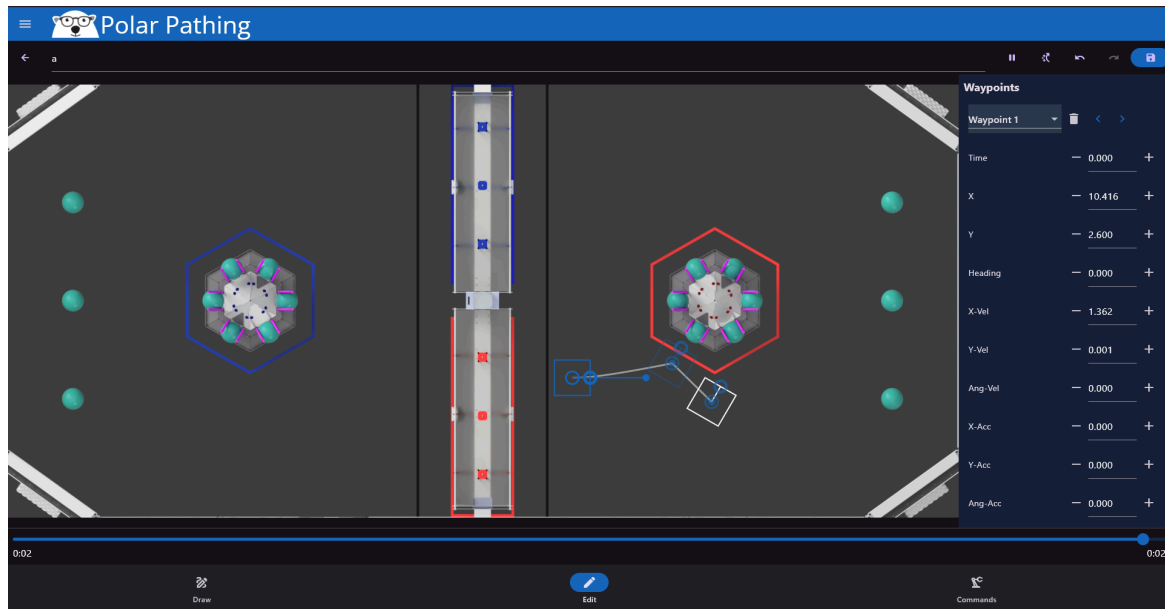 Polar Pathing
a
Waypoints
Waypoint 1
Time 0.000
X 10.416
Y 2.600
Heading 0.000
X-Vel 1.362
Y-Vel 0.001
Ang-Vel 0.000
X-Acc 0.000
Y-Acc 0.000
Ang-Acc 0.000
0:02 0:02
Draw Edit Commands